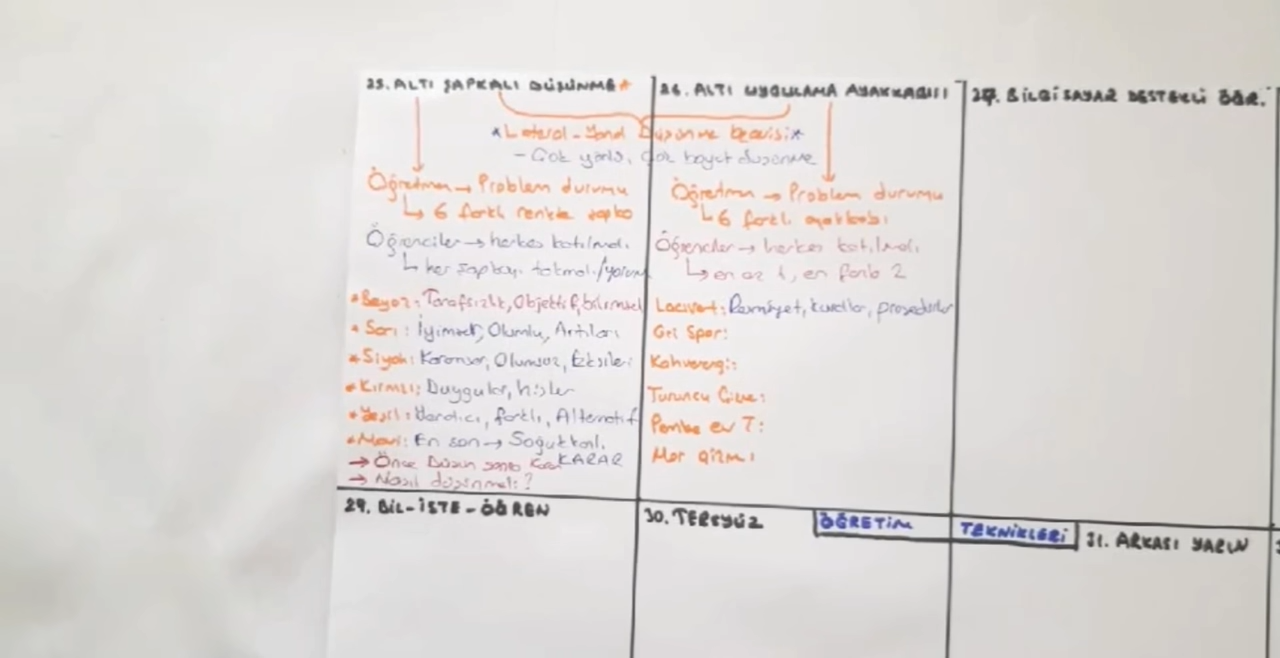 25. ALTI ŞAPKALI DÜŞÜNME*
26. ALTI UYGULAMA AYAKKABISI
27. BİLGİSAYAR DESTEKLİ ÖĞR.
*Lateral-Yanal Düşünme becerisi*
- Çok yönlü, Çok boyut düşünme
Öğretmen → Problem durumu
↳ 6 farklı renkte şapka
Öğrenciler → herkes katılmalı
↳ her şapkayı takmalı/yorum
*Beyaz: Tarafsızlık, Objektif, bilimsel
*Sarı: İyimser, Olumlu, Artıları
*Siyah: Karamsar, Olumsuz, Eksileri
*Kırmızı: Duygular, hisler
*Yeşil: Yaratıcı, farklı, Alternatif
*Mavi: En son → Soğukkanlı
KARAR
→ Önce Düşün sonra
→ Nasıl düşünmeli?
Öğretmen → Problem durumu
↳ 6 farklı ayakkabı
Öğrenciler → herkes katılmalı
↳ en az 1, en fazla 2
Lacivert: Resmiyet, kurallar, prosedürler
Gri Spor:
Kahverengi:
Turuncu Çizme:
Pembe ev T:
Mor çizme:
29. BİL-İSTE-ÖĞREN
30. TERSYÜZ
ÖĞRETİM TEKNİKLERİ
31. ARKASI YARIN